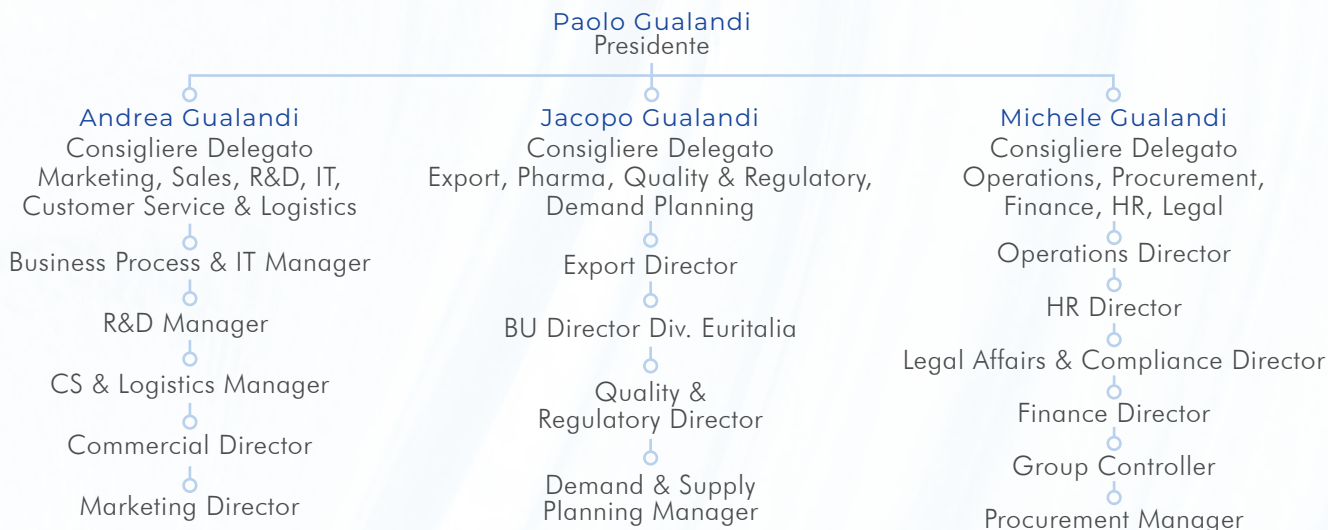 Paolo Gualandi
Presidente
Andrea Gualandi
Consigliere Delegato
Marketing, Sales, R&D, IT,
Customer Service & Logistics
Business Process & IT Manager
R&D Manager
CS & Logistics Manager
Commercial Director
Marketing Director
Jacopo Gualandi
Consigliere Delegato
Export, Pharma, Quality & Regulatory,
Demand Planning
Export Director
BU Director Div. Euritalia
Quality &
Regulatory Director
Demand & Supply
Planning Manager
Michele Gualandi
Consigliere Delegato
Operations, Procurement,
Finance, HR, Legal
Operations Director
HR Director
Legal Affairs & Compliance Director
Finance Director
Group Controller
Procurement Manager